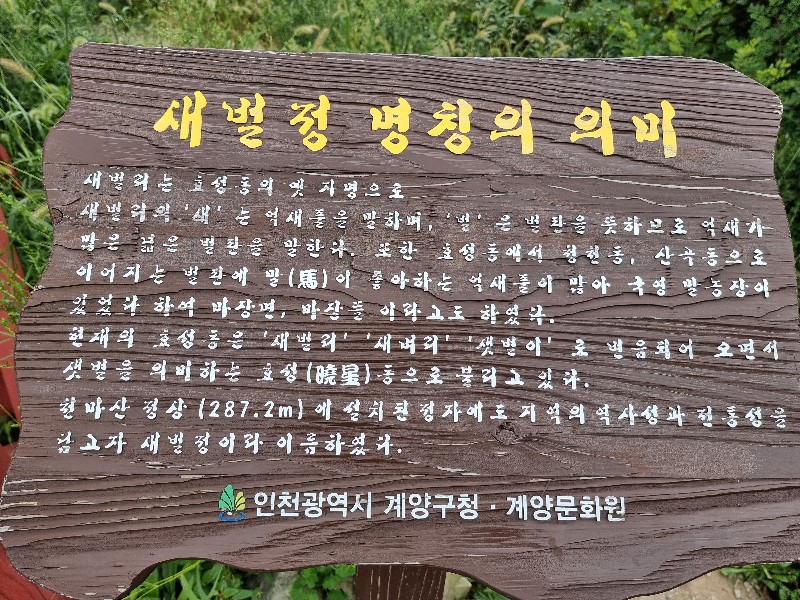 새벌정 명칭의 의미
새벌리는 효성동의 옛 지명으로
새벌리의 '새' 는 억새풀을 말하며, '벌' 은 벌판을 뜻하므로 억새가
많은 넓은 벌판을 말한다. 또한 효성동에서 청천동, 산곡동으로
이어지는 벌판에 말(馬)이 좋아하는 억새풀이 많아 국영 말농장이
있었다 하여 마장면, 마장뜰 이라고도 하였다.
현재의 효성동은 '새벌리' '새벼리' '샛별이' 로 변음되어 오면서
샛별을 의미하는 효성(曉星)동으로 불리고 있다.
천마산 정상(287.2m)에 설치된 정자에도 지역의 역사성과 전통성을
담고자 새벌정이라 이름하였다.
인천광역시 계양구청 · 계양문화원